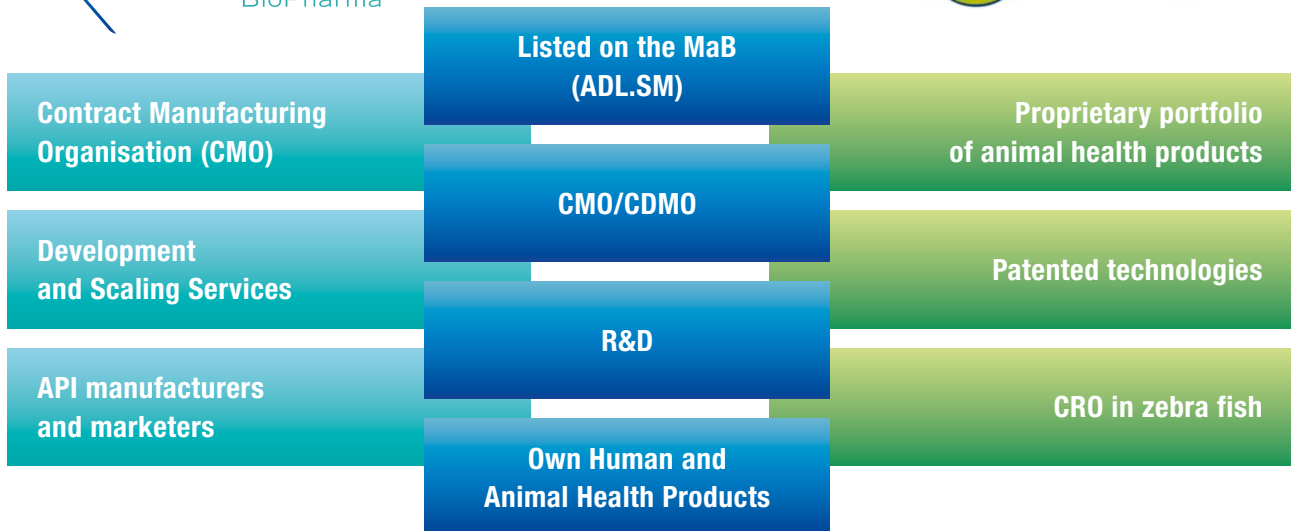 BioPharma
Contract Manufacturing
Organisation (CMO)
Development
and Scaling Services
API manufacturers
and marketers
Listed on the MaB
(ADL.SM)
CMO/CDMO
R&D
Own Human and
Animal Health Products
Proprietary portfolio
of animal health products
Patented technologies
CRO in zebra fish